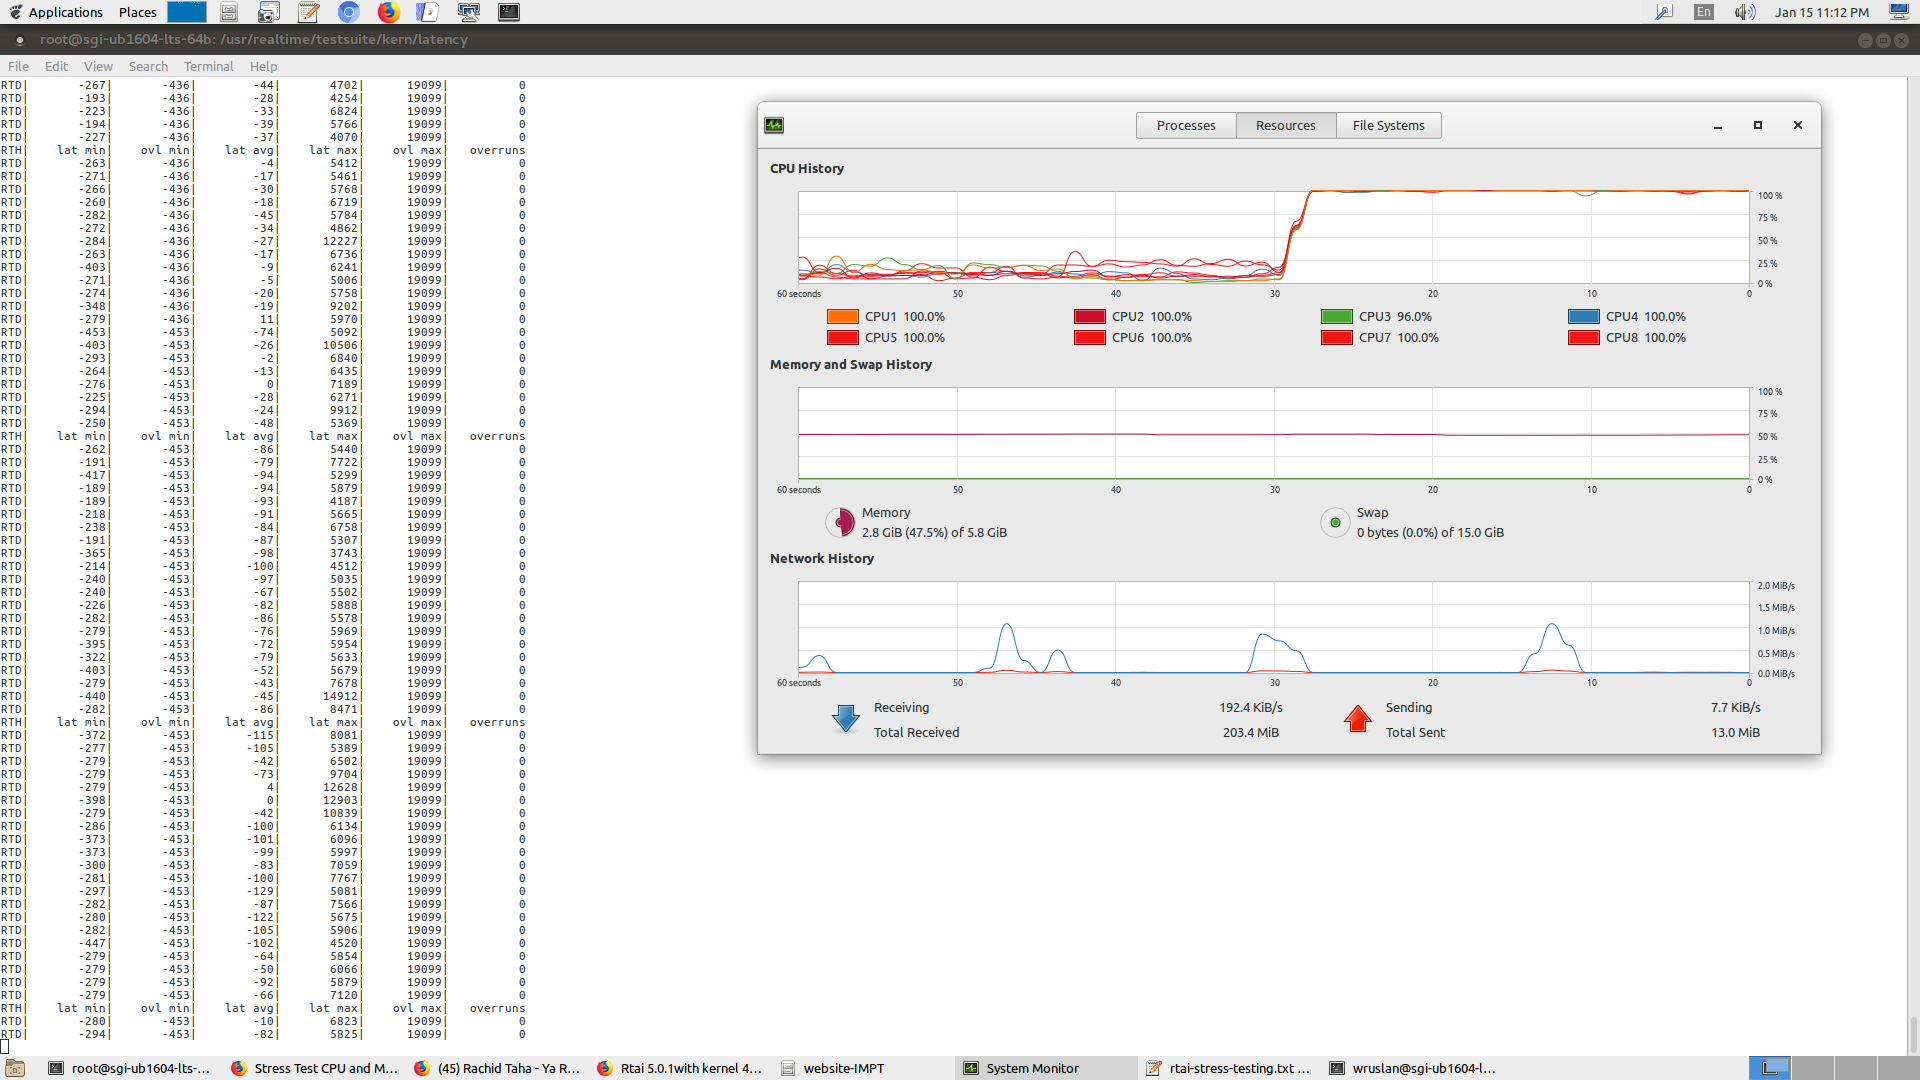 Applications Places En Jan 15 11:12 PM
root@sgi-ub1604-lts-64b: /usr/realtime/testsuite/kern/latency
File Edit View Search Terminal Help
RTD| -267| -436| -44| 4702| 19099| 0
RTD| -193| -436| -28| 4254| 19099| 0
RTD| -223| -436| -33| 6824| 19099| 0
RTD| -194| -436| -39| 5766| 19099| 0
RTD| -227| -436| -37| 4070| 19099| 0
RTH| lat min| ovl min| lat avg| lat max| ovl max| overruns
RTD| -263| -436| -4| 5412| 19099| 0
RTD| -271| -436| -17| 5461| 19099| 0
RTD| -266| -436| -30| 5768| 19099| 0
RTD| -260| -436| -18| 6719| 19099| 0
RTD| -282| -436| -45| 5784| 19099| 0
RTD| -272| -436| -34| 4862| 19099| 0
RTD| -284| -436| -27| 12227| 19099| 0
RTD| -263| -436| -17| 6736| 19099| 0
RTD| -403| -436| -9| 6241| 19099| 0
RTD| -271| -436| -5| 5006| 19099| 0
RTD| -274| -436| -20| 5758| 19099| 0
RTD| -348| -436| -19| 9202| 19099| 0
RTD| -279| -436| 11| 5970| 19099| 0
RTD| -453| -453| -74| 5092| 19099| 0
RTD| -403| -453| -26| 10506| 19099| 0
RTD| -293| -453| -2| 6840| 19099| 0
RTD| -264| -453| -13| 6435| 19099| 0
RTD| -276| -453| 0| 7189| 19099| 0
RTD| -225| -453| -28| 6271| 19099| 0
RTD| -294| -453| -24| 9912| 19099| 0
RTD| -250| -453| -48| 5369| 19099| 0
RTH| lat min| ovl min| lat avg| lat max| ovl max| overruns
RTD| -262| -453| -86| 5440| 19099| 0
RTD| -191| -453| -79| 7722| 19099| 0
RTD| -417| -453| -94| 5299| 19099| 0
RTD| -189| -453| -94| 5879| 19099| 0
RTD| -189| -453| -93| 4187| 19099| 0
RTD| -218| -453| -91| 5665| 19099| 0
RTD| -238| -453| -84| 6758| 19099| 0
RTD| -191| -453| -87| 5307| 19099| 0
RTD| -365| -453| -98| 3743| 19099| 0
RTD| -214| -453| -100| 4512| 19099| 0
RTD| -240| -453| -97| 5035| 19099| 0
RTD| -240| -453| -67| 5502| 19099| 0
RTD| -226| -453| -82| 5888| 19099| 0
RTD| -282| -453| -86| 5578| 19099| 0
RTD| -279| -453| -76| 5969| 19099| 0
RTD| -395| -453| -72| 5954| 19099| 0
RTD| -322| -453| -79| 5633| 19099| 0
RTD| -403| -453| -52| 5679| 19099| 0
RTD| -279| -453| -43| 7678| 19099| 0
RTD| -440| -453| -45| 14912| 19099| 0
RTD| -282| -453| -86| 8471| 19099| 0
RTH| lat min| ovl min| lat avg| lat max| ovl max| overruns
RTD| -372| -453| -115| 8081| 19099| 0
RTD| -277| -453| -105| 5389| 19099| 0
RTD| -279| -453| -42| 6502| 19099| 0
RTD| -279| -453| -73| 9704| 19099| 0
RTD| -279| -453| 4| 12628| 19099| 0
RTD| -398| -453| 0| 12903| 19099| 0
RTD| -279| -453| -42| 10839| 19099| 0
RTD| -286| -453| -100| 6134| 19099| 0
RTD| -373| -453| -101| 6096| 19099| 0
RTD| -373| -453| -99| 5997| 19099| 0
RTD| -300| -453| -83| 7059| 19099| 0
RTD| -281| -453| -100| 7767| 19099| 0
RTD| -297| -453| -129| 5081| 19099| 0
RTD| -282| -453| -87| 7566| 19099| 0
RTD| -280| -453| -122| 5675| 19099| 0
RTD| -282| -453| -105| 5906| 19099| 0
RTD| -447| -453| -102| 4520| 19099| 0
RTD| -279| -453| -64| 5854| 19099| 0
RTD| -279| -453| -50| 6066| 19099| 0
RTD| -279| -453| -92| 5879| 19099| 0
RTD| -279| -453| -66| 7120| 19099| 0
RTH| lat min| ovl min| lat avg| lat max| ovl max| overruns
RTD| -280| -453| -10| 6823| 19099| 0
RTD| -294| -453| -82| 5825| 19099| 0
Processes Resources File Systems
CPU History
100 %
75 %
50 %
25 %
0 %
60 seconds 50 40 30 20 10 0
CPU1 100.0% CPU2 100.0% CPU3 96.0% CPU4 100.0%
CPU5 100.0% CPU6 100.0% CPU7 100.0% CPU8 100.0%
Memory and Swap History
100 %
75 %
50 %
25 %
0 %
60 seconds 50 40 30 20 10 0
Memory Swap
2.8 GiB (47.5%) of 5.8 GiB 0 bytes (0.0%) of 15.0 GiB
Network History
2.0 MiB/s
1.5 MiB/s
1.0 MiB/s
0.5 MiB/s
0.0 MiB/s
60 seconds 50 40 30 20 10 0
Receiving 192.4 KiB/s Sending 7.7 KiB/s
Total Received 203.4 MiB Total Sent 13.0 MiB
root@sgi-ub1604-lts-... Stress Test CPU and M... (45) Rachid Taha - Ya R... Rtai 5.0.1with kernel 4... website-IMPT System Monitor rtai-stress-testing.txt ... wruslan@sgi-ub1604-l...